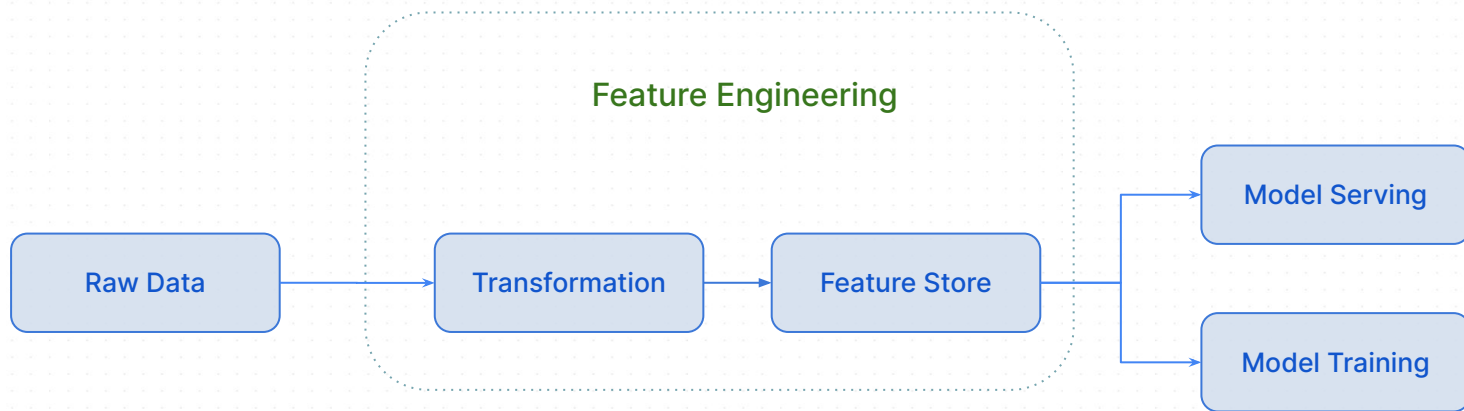 Feature Engineering
Raw Data
Transformation
Feature Store
Model Serving
Model Training